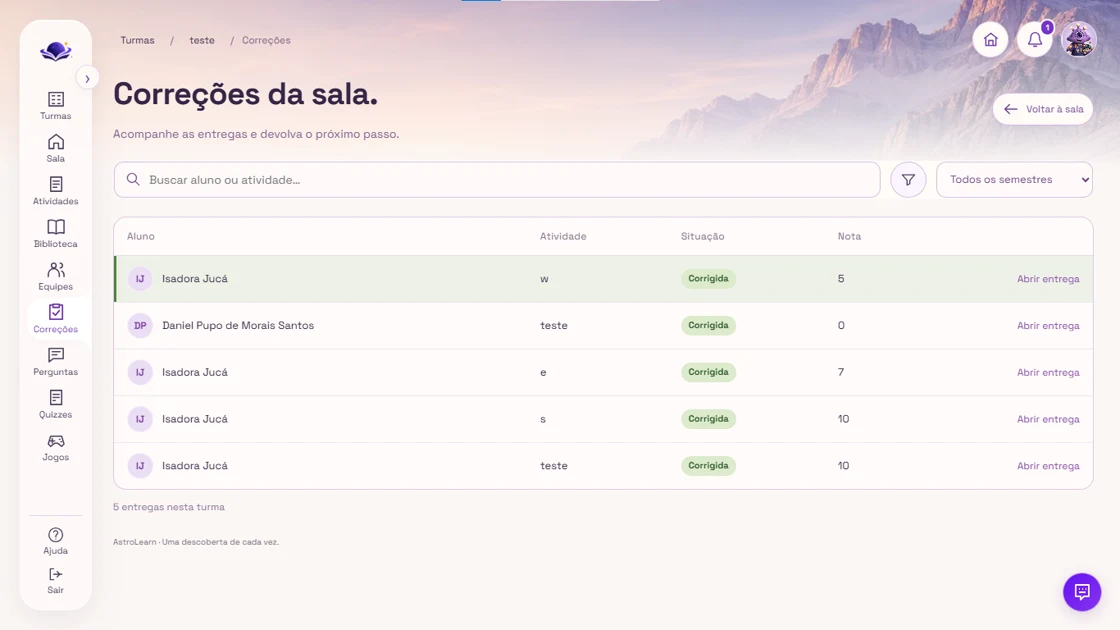 Turmas / teste / Correções
1
Correções da sala.
Voltar à sala
Acompanhe as entregas e devolva o próximo passo.
Buscar aluno ou atividade...
Todos os semestres
Turmas
Sala
Atividades
Biblioteca
Equipes
Correções
Perguntas
Quizzes
Jogos
Ajuda
Sair
Aluno Atividade Situação Nota
IJ Isadora Jucá w Corrigida 5 Abrir entrega
DP Daniel Pupo de Morais Santos teste Corrigida 0 Abrir entrega
IJ Isadora Jucá e Corrigida 7 Abrir entrega
IJ Isadora Jucá s Corrigida 10 Abrir entrega
IJ Isadora Jucá teste Corrigida 10 Abrir entrega
5 entregas nesta turma
AstroLearn · Uma descoberta de cada vez.